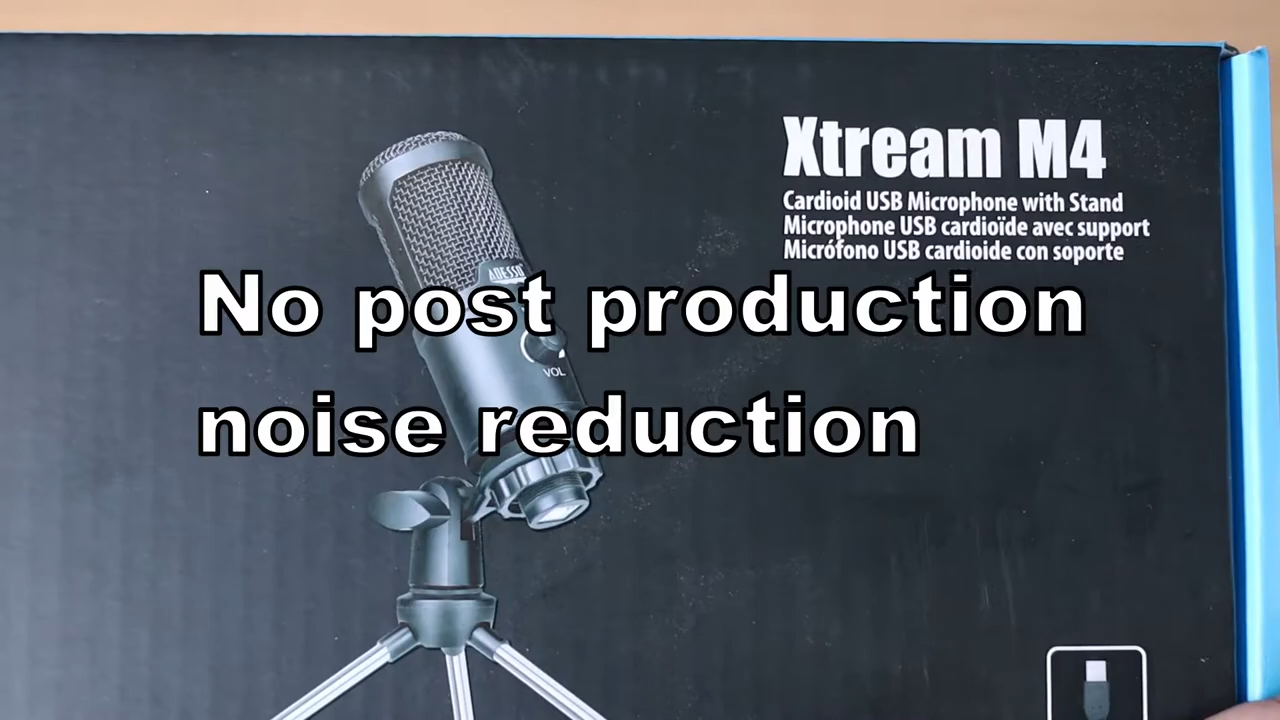 Xtream M4
Cardioid USB Microphone with Stand
Microphone USB cardioïde avec support
Micrófono USB cardioide con soporte
ADESSO
No post production
VOL
noise reduction